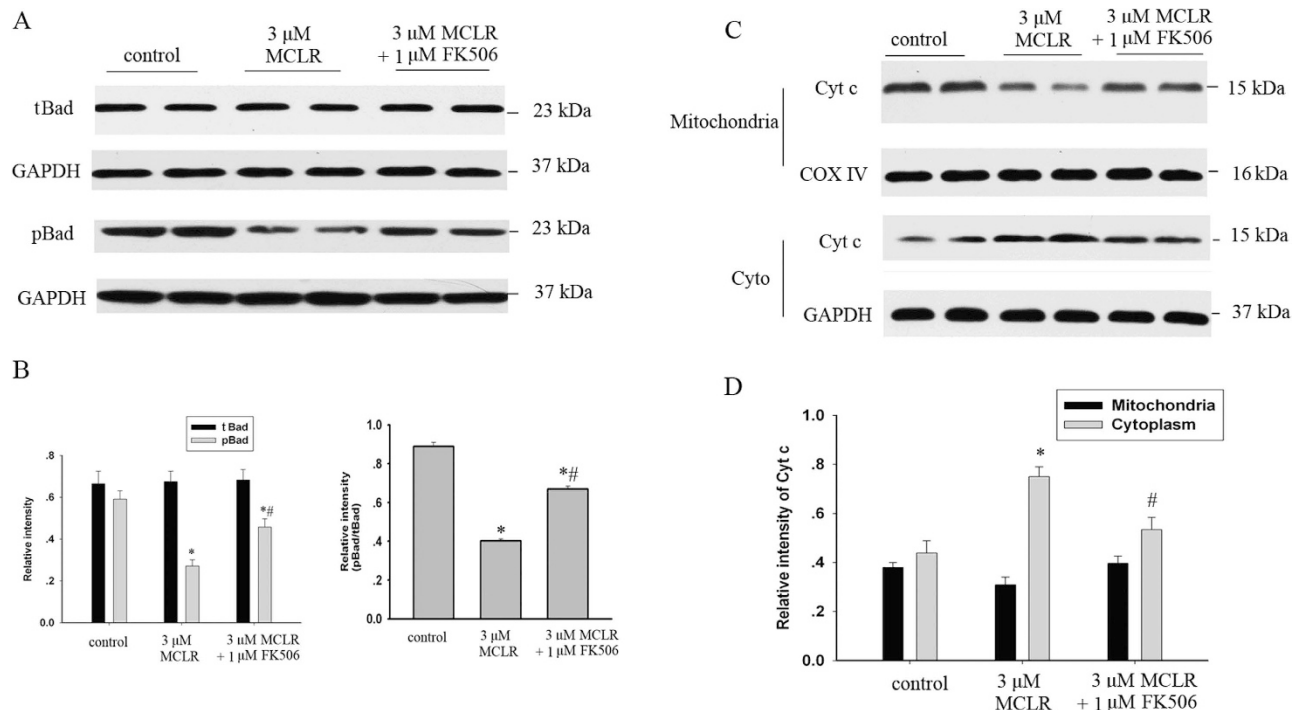 A
control
3 μM
MCLR
3 μM MCLR
+ 1 μM FK506
tBad
23 kDa
GAPDH
37 kDa
pBad
23 kDa
GAPDH
37 kDa
B
tBad
pBad
Relative intensity
.8
.6
.4
.2
.0
*
*#
control
3 μM
MCLR
3 μM MCLR
+ 1 μM FK506
Relative intensity
(pBad/tBad)
1.0
.8
.6
.4
.2
0.0
*
*#
control
3 μM
MCLR
3 μM MCLR
+ 1 μM FK506
C
control
3 μM
MCLR
3 μM MCLR
+ 1 μM FK506
Mitochondria
Cyt c
15 kDa
COX IV
16 kDa
Cyto
Cyt c
15 kDa
GAPDH
37 kDa
D
Mitochondria
Cytoplasm
Relative intensity of Cyt c
1.0
0.8
.6
.4
.2
0.0
*
#
control
3 μM
MCLR
3 μM MCLR
+ 1 μM FK506